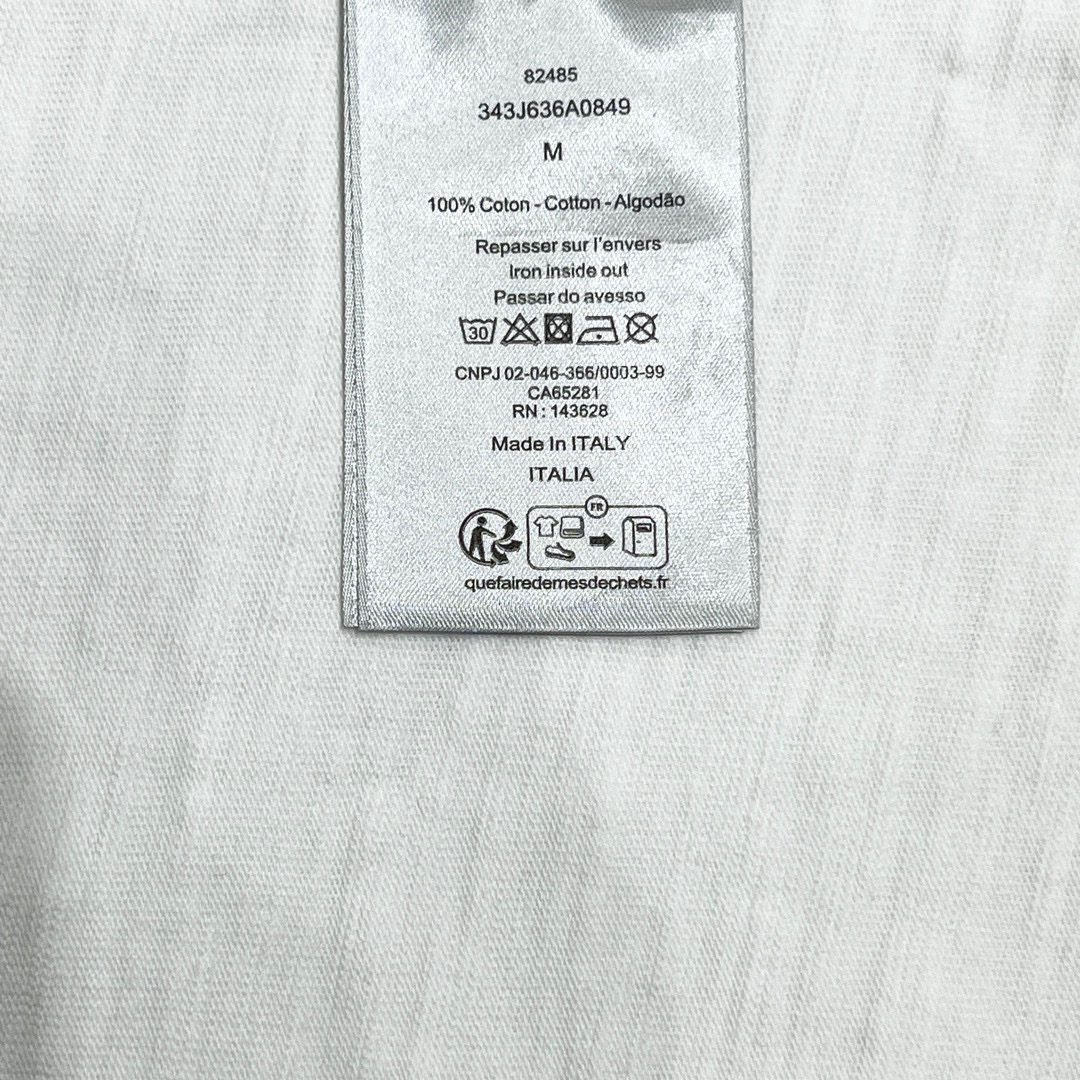 82485
343J636A0849
M
100% Coton - Cotton - Algodão
Repasser sur l'envers
Iron inside out
Passar do avesso
30
CNPJ 02-046-366/0003-99
CA65281
RN : 143628
Made In ITALY
ITALIA
FR
quefairedemesdechets.fr